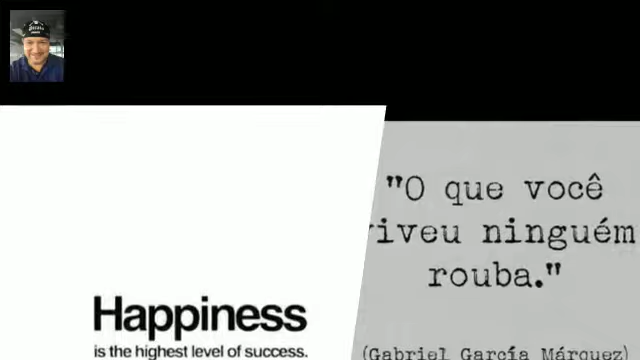 Happiness
is the highest level of success.
"O que você
viveu ninguém
rouba."
(Gabriel García Márquez)